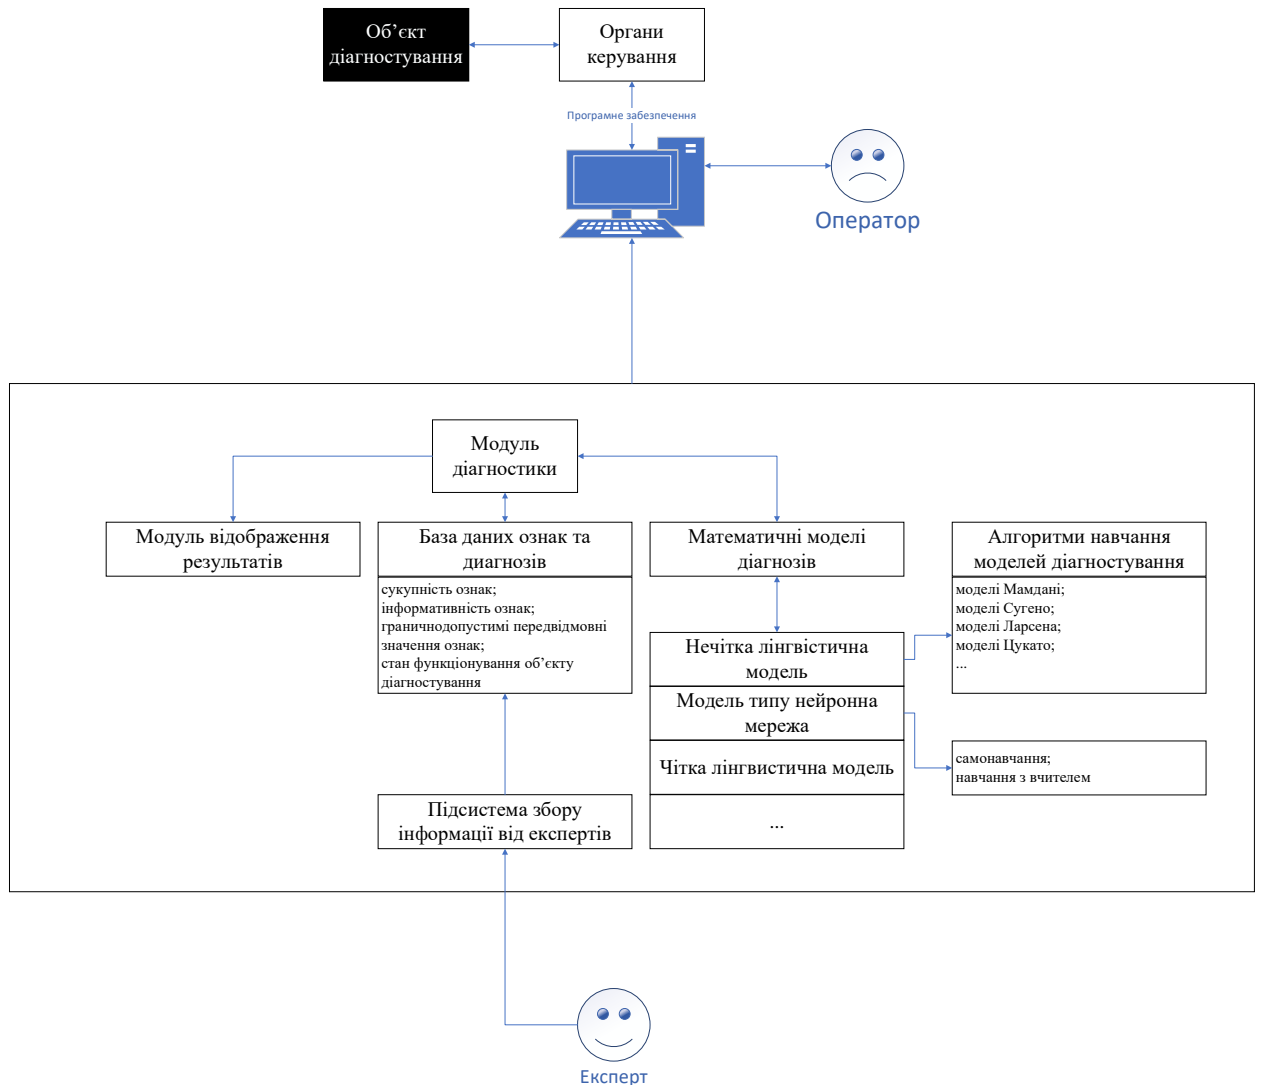 Об’єкт
діагностування
Органи
керування
Програмне забезпечення
Оператор
Модуль
діагностики
Модуль відображення
результатів
База даних ознак та
диагнозів
сукупність ознак;
інформативність ознак;
граничнодопустимі передвідмовні
значення ознак;
стан функціонування об’єкту
діагностування
Математичні моделі
діагнозів
Алгоритми навчання
моделей діагностування
моделі Мамдані;
моделі Сугено;
моделі Ларсена;
моделі Цукато;
...
Нечітка лінгвістична
модель
Модель типу нейронна
мережа
Чітка лінгвистична модель
...
самонавчання;
навчання з вчителем
Підсистема збору
інформації від експертів
Експерт